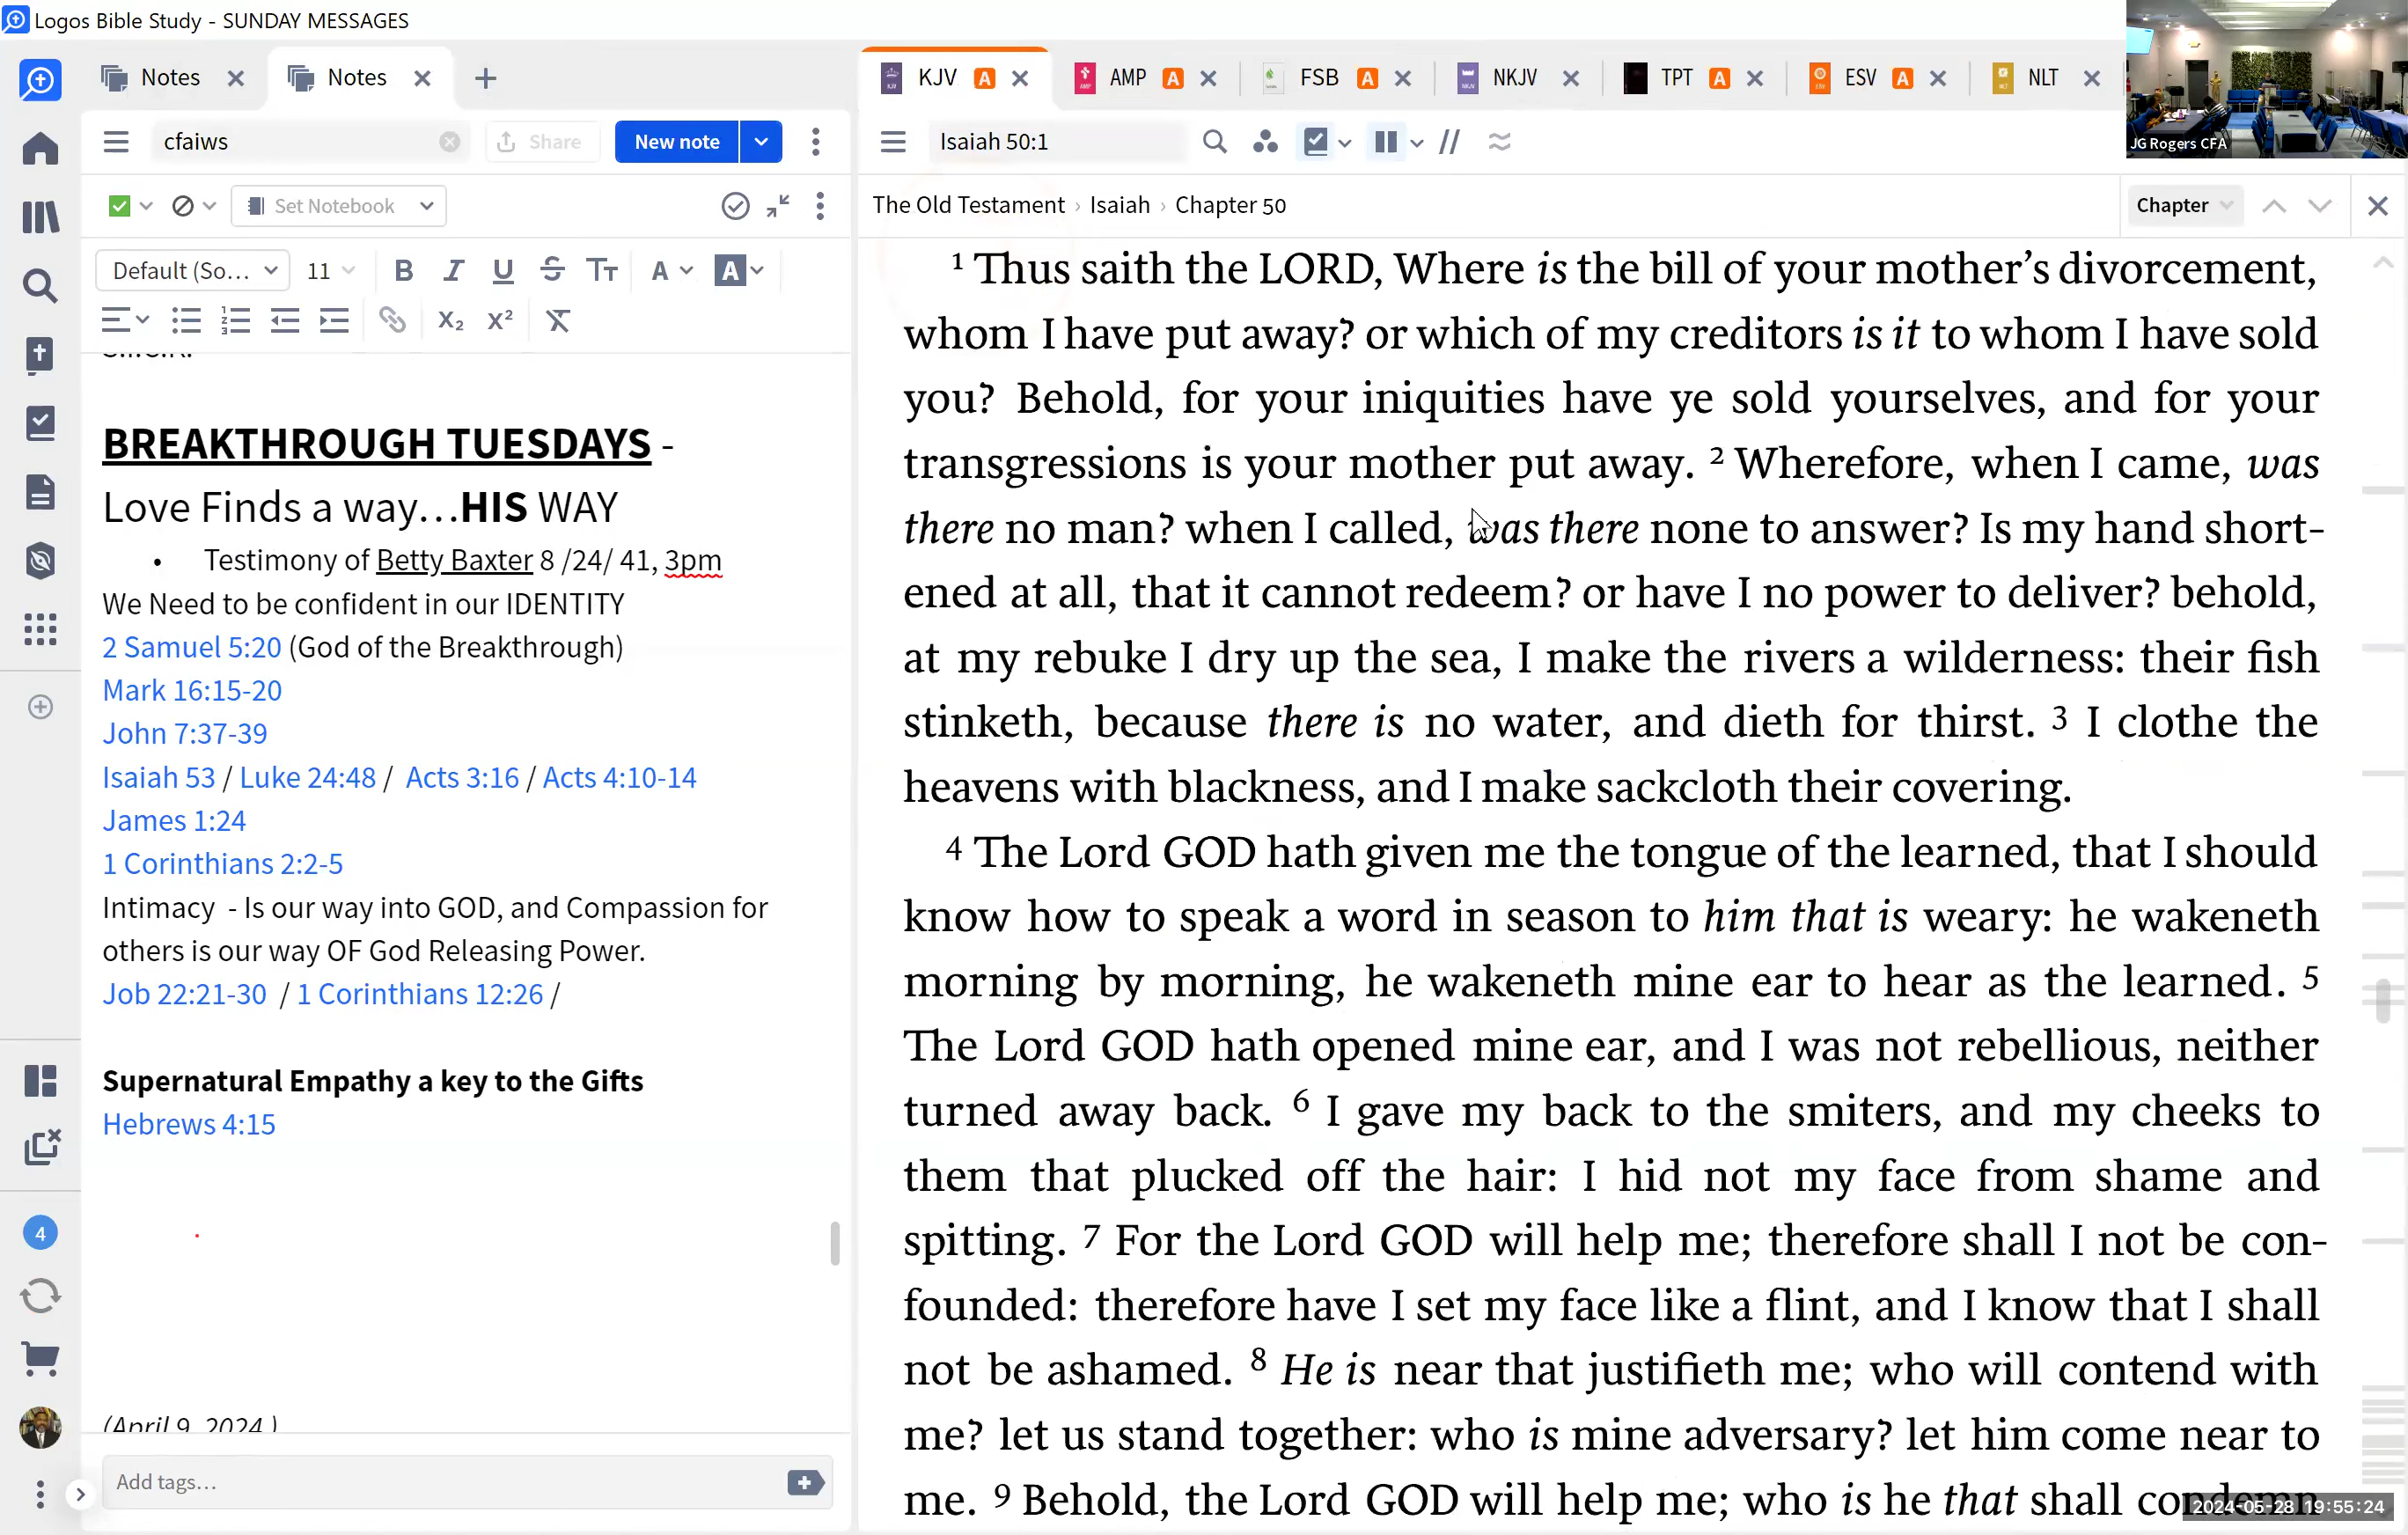 Logos Bible Study - SUNDAY MESSAGES
Notes
Notes
KJV A
AMP A
FSB A
NKJV
TPT A
ESV A
NLT
JG Rogers CFA
cfaiws
Share
New note
Isaiah 50:1
Set Notebook
The Old Testament › Isaiah › Chapter 50
Chapter
Default (So...
11
B I U S Tт A A
X₂ X²
BREAKTHROUGH TUESDAYS -
Love Finds a way…HIS WAY
• Testimony of Betty Baxter 8 /24/ 41, 3pm
We Need to be confident in our IDENTITY
2 Samuel 5:20 (God of the Breakthrough)
Mark 16:15-20
John 7:37-39
Isaiah 53 / Luke 24:48 / Acts 3:16 / Acts 4:10-14
James 1:24
1 Corinthians 2:2-5
Intimacy - Is our way into GOD, and Compassion for
others is our way OF God Releasing Power.
Job 22:21-30 / 1 Corinthians 12:26 /
Supernatural Empathy a key to the Gifts
Hebrews 4:15
(April 9, 2024 )
Add tags...
4
1 Thus saith the LORD, Where is the bill of your mother’s divorcement,
whom I have put away? or which of my creditors is it to whom I have sold
you? Behold, for your iniquities have ye sold yourselves, and for your
transgressions is your mother put away. 2 Wherefore, when I came, was
there no man? when I called, was there none to answer? Is my hand short-
ened at all, that it cannot redeem? or have I no power to deliver? behold,
at my rebuke I dry up the sea, I make the rivers a wilderness: their fish
stinketh, because there is no water, and dieth for thirst. 3 I clothe the
heavens with blackness, and I make sackcloth their covering.
4 The Lord GOD hath given me the tongue of the learned, that I should
know how to speak a word in season to him that is weary: he wakeneth
morning by morning, he wakeneth mine ear to hear as the learned. 5
The Lord GOD hath opened mine ear, and I was not rebellious, neither
turned away back. 6 I gave my back to the smiters, and my cheeks to
them that plucked off the hair: I hid not my face from shame and
spitting. 7 For the Lord GOD will help me; therefore shall I not be con-
founded: therefore have I set my face like a flint, and I know that I shall
not be ashamed. 8 He is near that justifieth me; who will contend with
me? let us stand together: who is mine adversary? let him come near to
me. 9 Behold, the Lord GOD will help me; who is he that shall condemn
2024-05-28 19:55:24